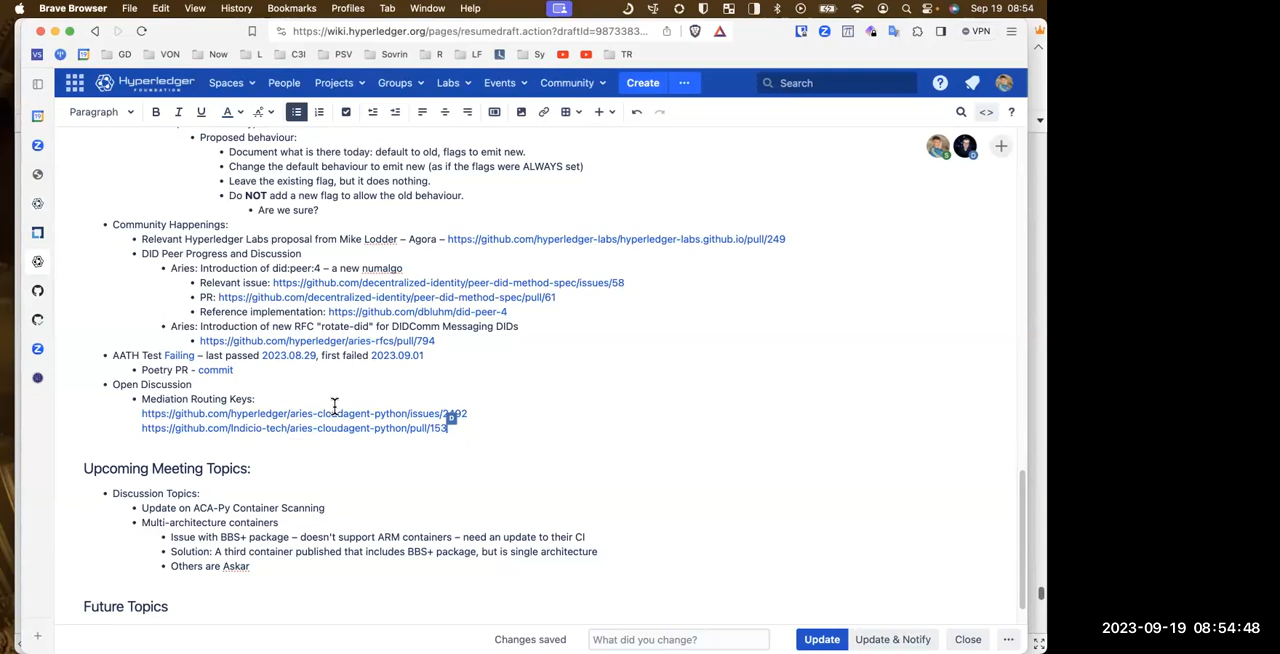 Brave Browser File Edit View History Bookmarks Profiles Tab Window Help Sep 19 08:54
https://wiki.hyperledger.org/pages/resumedraft.action?draftId=9873383... VPN
GD VON Now L C3I PSV Sovrin R LF Sy TR
HYPERLEDGER FOUNDATION Spaces People Projects Groups Labs Events Community Create ··· Search
Paragraph B I U A <> ?
Proposed behaviour:
Document what is there today: default to old, flags to emit new.
Change the default behaviour to emit new (as if the flags were ALWAYS set)
Leave the existing flag, but it does nothing.
Do NOT add a new flag to allow the old behaviour.
Are we sure?
Community Happenings:
Relevant Hyperledger Labs proposal from Mike Lodder – Agora – https://github.com/hyperledger-labs/hyperledger-labs.github.io/pull/249
DID Peer Progress and Discussion
Aries: Introduction of did:peer:4 – a new numalgo
Relevant issue: https://github.com/decentralized-identity/peer-did-method-spec/issues/58
PR: https://github.com/decentralized-identity/peer-did-method-spec/pull/61
Reference implementation: https://github.com/dbluhm/did-peer-4
Aries: Introduction of new RFC "rotate-did" for DIDComm Messaging DIDs
https://github.com/hyperledger/aries-rfcs/pull/794
AATH Test Failing – last passed 2023.08.29, first failed 2023.09.01
Poetry PR - commit
Open Discussion
Mediation Routing Keys:
https://github.com/hyperledger/aries-cloudagent-python/issues/2492
https://github.com/Indicio-tech/aries-cloudagent-python/pull/153
Upcoming Meeting Topics:
Discussion Topics:
Update on ACA-Py Container Scanning
Multi-architecture containers
Issue with BBS+ package – doesn't support ARM containers – need an update to their CI
Solution: A third container published that includes BBS+ package, but is single architecture
Others are Askar
Future Topics
Changes saved What did you change? Update Update & Notify Close ···
2023-09-19 08:54:48